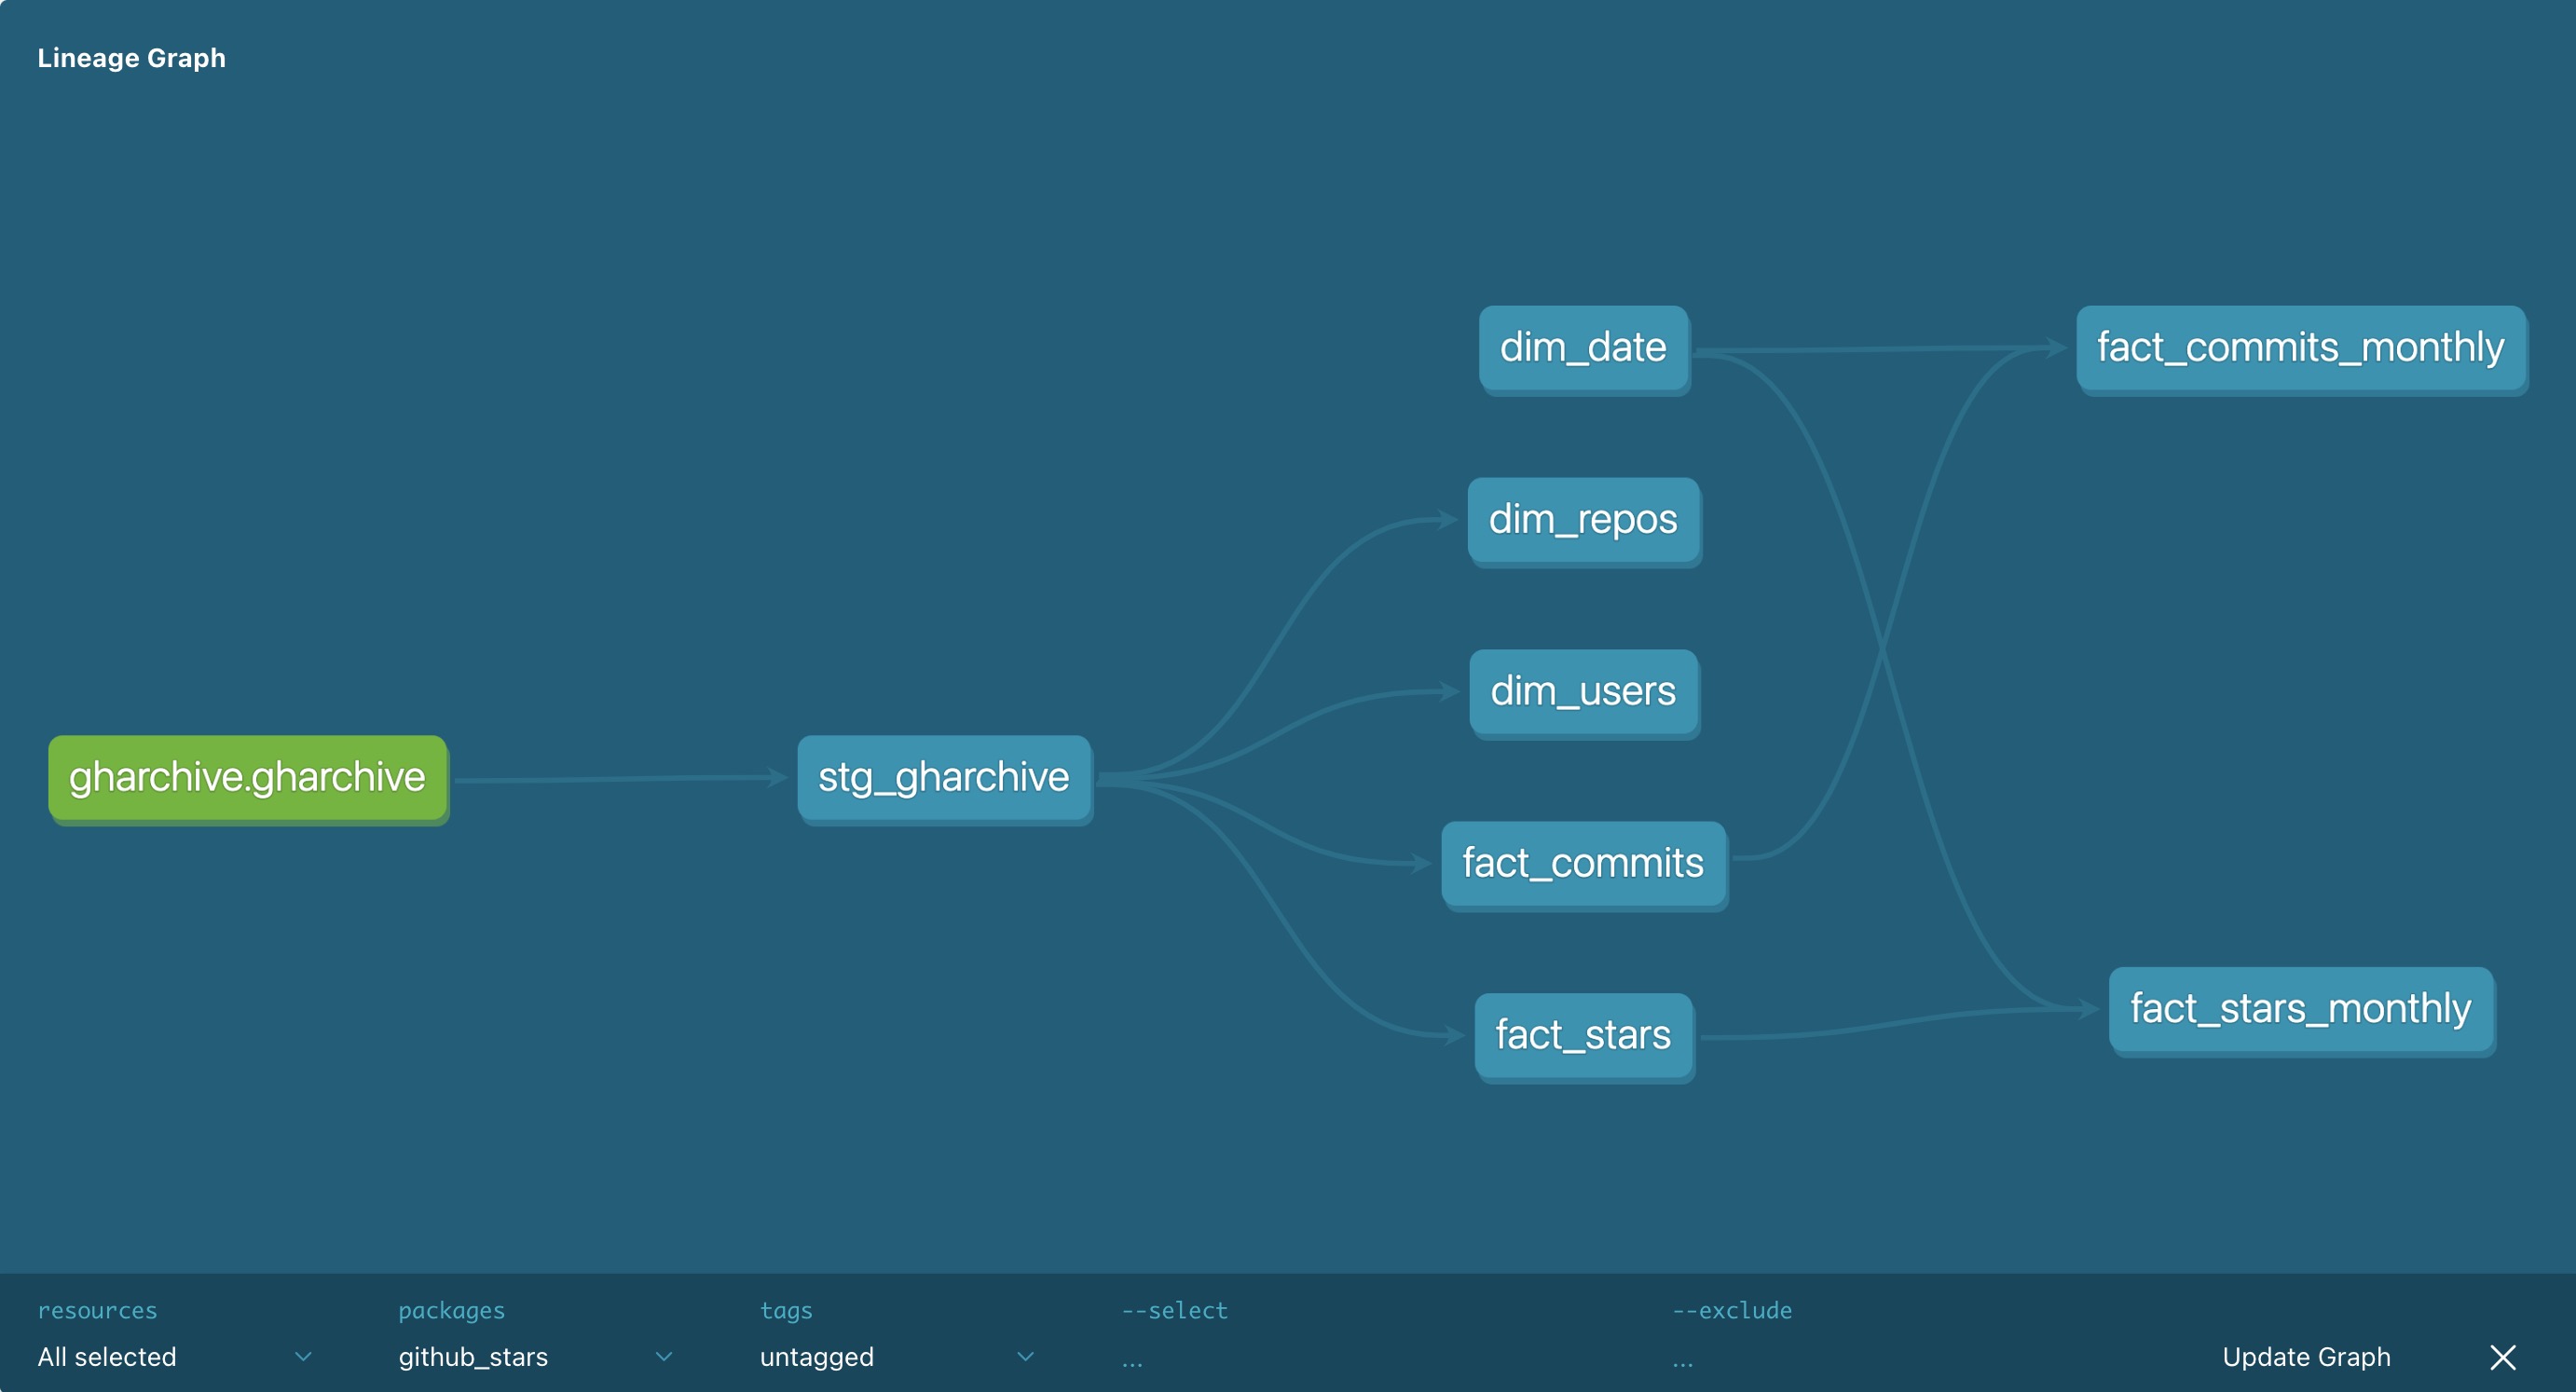 Lineage Graph
dim_date
fact_commits_monthly
dim_repos
dim_users
gharchive.gharchive
stg_gharchive
fact_commits
fact_stars_monthly
fact_stars
resources
packages
tags
--select
--exclude
All selected
github_stars
untagged
...
...
Update Graph